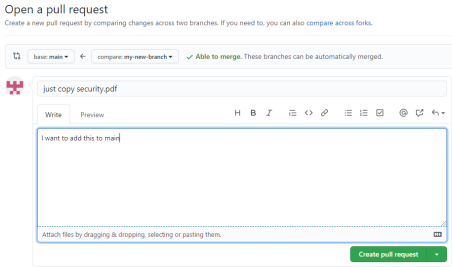 Open a pull request
Create a new pull request by comparing changes across two branches. If you need to, you can also compare across forks.
base: main ← compare: my-new-branch ✓ Able to merge. These branches can be automatically merged.
just copy security.pdf
Write Preview
I want to add this to main
Attach files by dragging & dropping, selecting or pasting them.
Create pull request